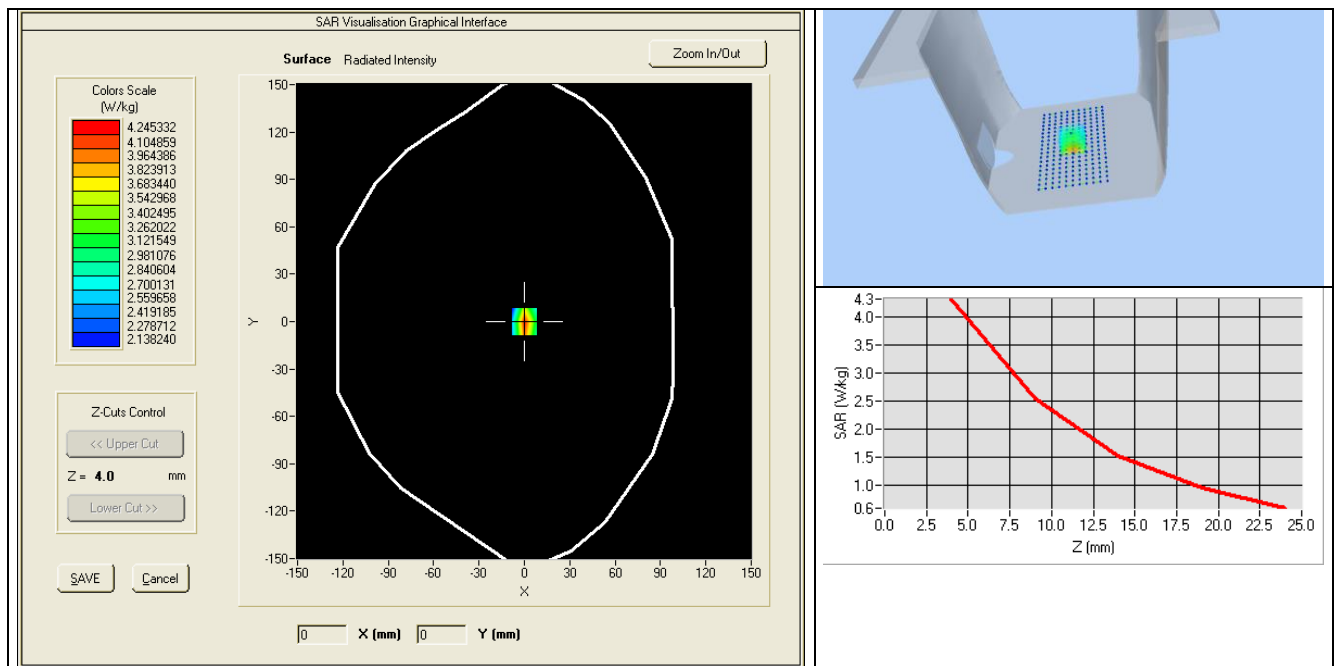 SAR Visualisation Graphical Interface
Surface Radiated Intensity
Zoom In/Out
Colors Scale
(W/kg)
4.245332
4.104859
3.964386
3.823913
3.683440
3.542968
3.402495
3.262022
3.121549
2.981076
2.840604
2.700131
2.559658
2.419185
2.278712
2.138240
Z-Cuts Control
<< Upper Cut
Z = 4.0 mm
Lower Cut >>
SAVE Cancel
150
120
90
60
30
0
-30
-60
-90
-120
-150
Y
-150 -120 -90 -60 -30 0 30 60 90 120 150
X
0 X (mm) 0 Y (mm)
4.3
4.0
3.5
3.0
2.5
2.0
1.5
1.0
0.6
SAR (W/kg)
0.0 2.5 5.0 7.5 10.0 12.5 15.0 17.5 20.0 22.5 25.0
Z (mm)